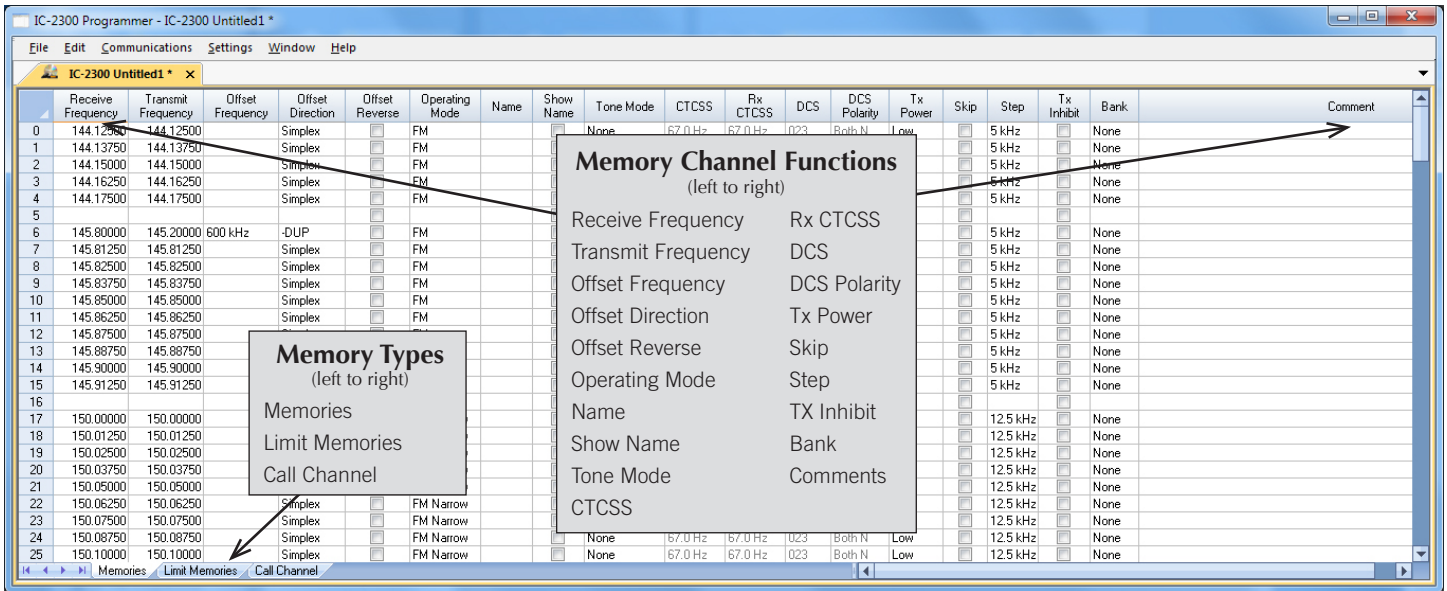 IC-2300 Programmer - IC-2300 Untitled1 *
File Edit Communications Settings Window Help
IC-2300 Untitled1 * x
Receive Frequency Transmit Frequency Offset Frequency Offset Direction Offset Reverse Operating Mode Name Show Name Tone Mode CTCSS Rx CTCSS DCS DCS Polarity Tx Power Skip Step Tx Inhibit Bank Comment
0 144.12500 144.12500 Simplex FM None 67.0 Hz 67.0 Hz 023 Both N Low 5 kHz None
1 144.13750 144.13750 Simplex FM 5 kHz None
2 144.15000 144.15000 Simplex FM 5 kHz None
3 144.16250 144.16250 Simplex FM 5 kHz None
4 144.17500 144.17500 Simplex FM 5 kHz None
5
6 145.80000 145.20000 600 kHz -DUP FM 5 kHz None
7 145.81250 145.81250 Simplex FM 5 kHz None
8 145.82500 145.82500 Simplex FM 5 kHz None
9 145.83750 145.83750 Simplex FM 5 kHz None
10 145.85000 145.85000 Simplex FM 5 kHz None
11 145.86250 145.86250 Simplex FM 5 kHz None
12 145.87500 145.87500 5 kHz None
13 145.88750 145.88750 5 kHz None
14 145.90000 145.90000 5 kHz None
15 145.91250 145.91250 5 kHz None
16
17 150.00000 150.00000 12.5 kHz None
18 150.01250 150.01250 12.5 kHz None
19 150.02500 150.02500 12.5 kHz None
20 150.03750 150.03750 12.5 kHz None
21 150.05000 150.05000 12.5 kHz None
22 150.06250 150.06250 Simplex FM Narrow 12.5 kHz None
23 150.07500 150.07500 Simplex FM Narrow 12.5 kHz None
24 150.08750 150.08750 Simplex FM Narrow None 67.0 Hz 67.0 Hz 023 Both N Low 12.5 kHz None
25 150.10000 150.10000 Simplex FM Narrow None 67.0 Hz 67.0 Hz 023 Both N Low 12.5 kHz None
Memories Limit Memories Call Channel
Memory Types
(left to right)
Memories
Limit Memories
Call Channel
Memory Channel Functions
(left to right)
Receive Frequency
Transmit Frequency
Offset Frequency
Offset Direction
Offset Reverse
Operating Mode
Name
Show Name
Tone Mode
CTCSS
Rx CTCSS
DCS
DCS Polarity
Tx Power
Skip
Step
TX Inhibit
Bank
Comments